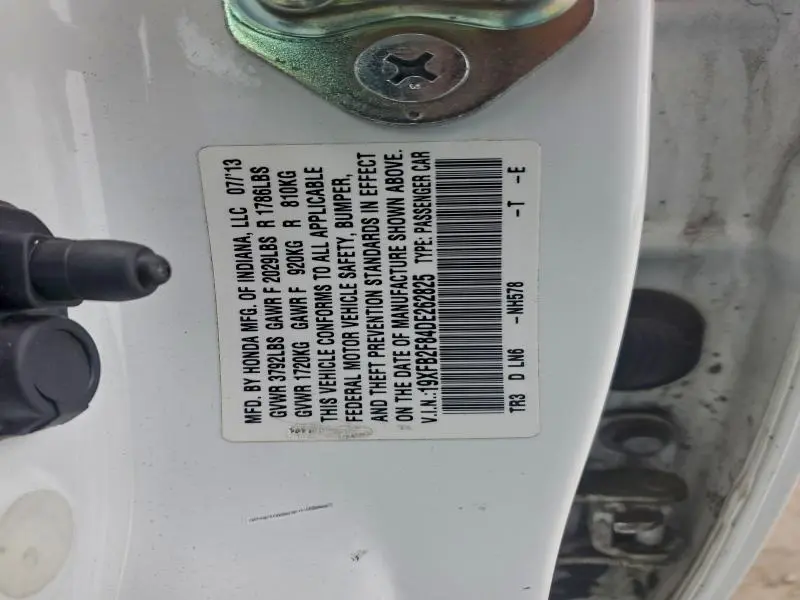 MFD. BY HONDA MFG. OF INDIANA, LLC 07/'13
GVWR 3792LBS GAWR F 2029LBS R 1786LBS
GVWR 1720KG GAWR F 920KG R 810KG
THIS VEHICLE CONFORMS TO ALL APPLICABLE
FEDERAL MOTOR VEHICLE SAFETY, BUMPER,
AND THEFT PREVENTION STANDARDS IN EFFECT
ON THE DATE OF MANUFACTURE SHOWN ABOVE.
V.I.N.:19XFB2F84DE262825 TYPE: PASSENGER CAR
TR3 D LN6 -NH578 -T -E